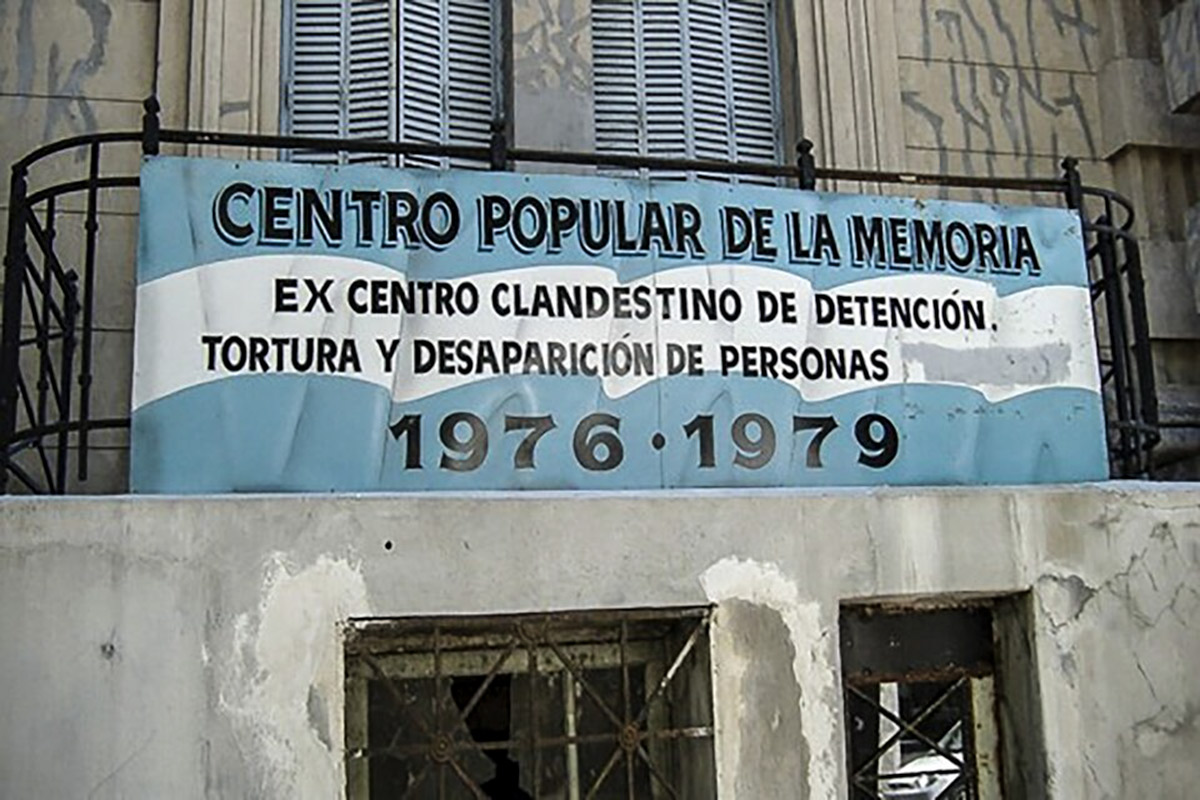 CENTRO POPULAR DE LA MEMORIA
EX CENTRO CLANDESTINO DE DETENCIÓN.
TORTURA Y DESAPARICIÓN DE PERSONAS
1976 · 1979